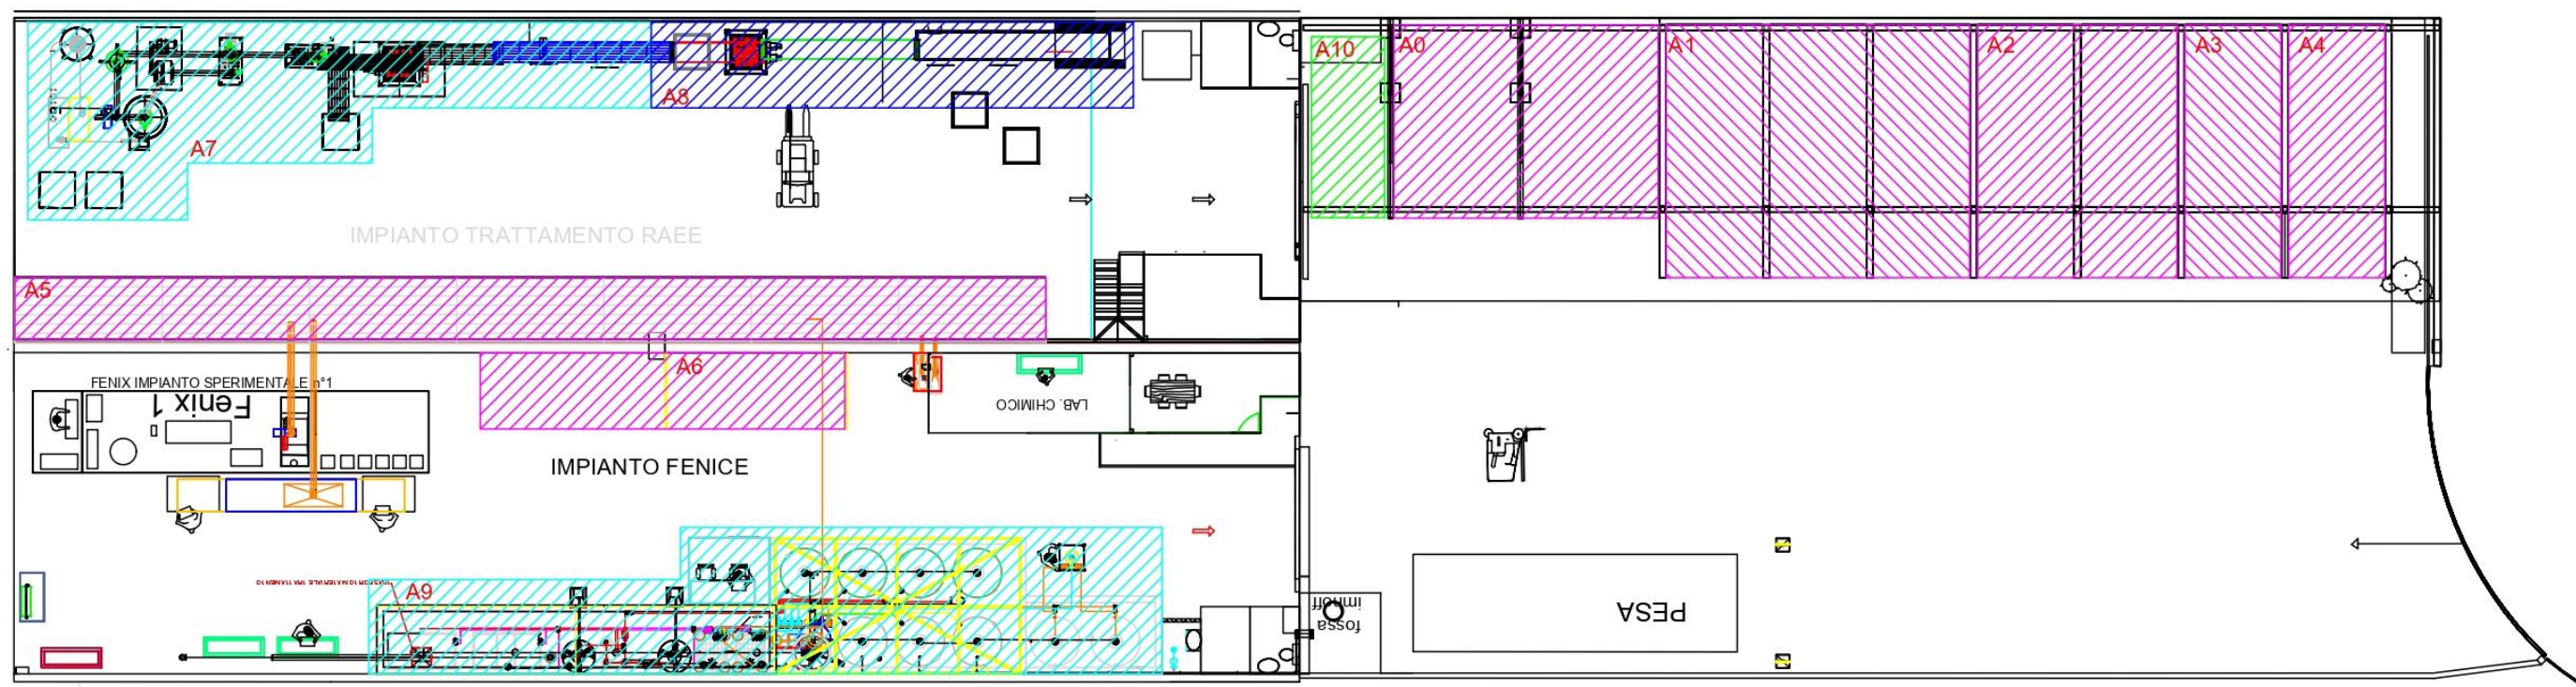 A10
A0
A1
A2
A3
A4
A8
A7
IMPIANTO TRATTAMENTO RAEE
A5
A6
FENIX IMPIANTO SPERIMENTALE n°1
Fenix 1
LAB. CHIMICO
IMPIANTO FENICE
A9
fossa
imhoff
PESA